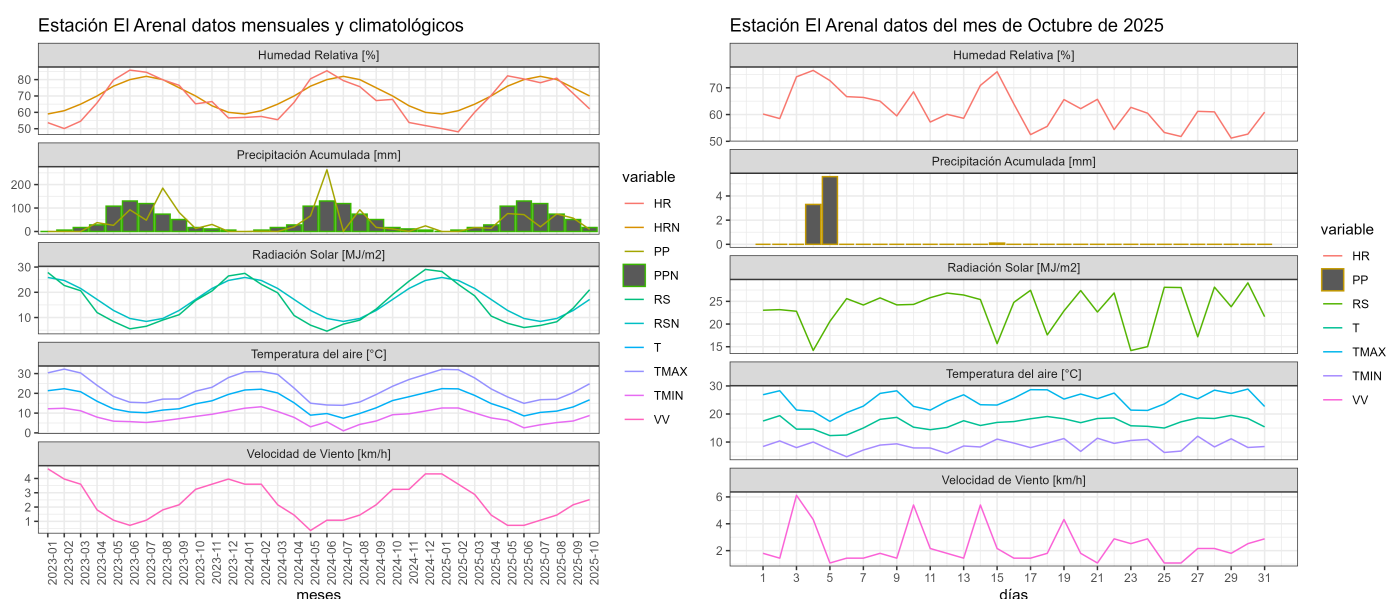 Estación El Arenal datos mensuales y climatológicos
Humedad Relativa [%]
80
70
60
50
Precipitación Acumulada [mm]
200
100
0
Radiación Solar [MJ/m2]
30
20
10
Temperatura del aire [°C]
30
20
10
0
Velocidad de Viento [km/h]
4
3
2
1
2023-01 2023-02 2023-03 2023-04 2023-05 2023-06 2023-07 2023-08 2023-09 2023-10 2023-11 2023-12 2024-01 2024-02 2024-03 2024-04 2024-05 2024-06 2024-07 2024-08 2024-09 2024-10 2024-11 2024-12 2025-01 2025-02 2025-03 2025-04 2025-05 2025-06 2025-07 2025-08 2025-09 2025-10
meses
variable
HR
HRN
PP
PPN
RS
RSN
T
TMAX
TMIN
VV
Estación El Arenal datos del mes de Octubre de 2025
Humedad Relativa [%]
70
60
50
Precipitación Acumulada [mm]
4
2
0
Radiación Solar [MJ/m2]
25
20
15
Temperatura del aire [°C]
30
20
10
Velocidad de Viento [km/h]
6
4
2
1 3 5 7 9 11 13 15 17 19 21 23 25 27 29 31
días
variable
HR
PP
RS
T
TMAX
TMIN
VV